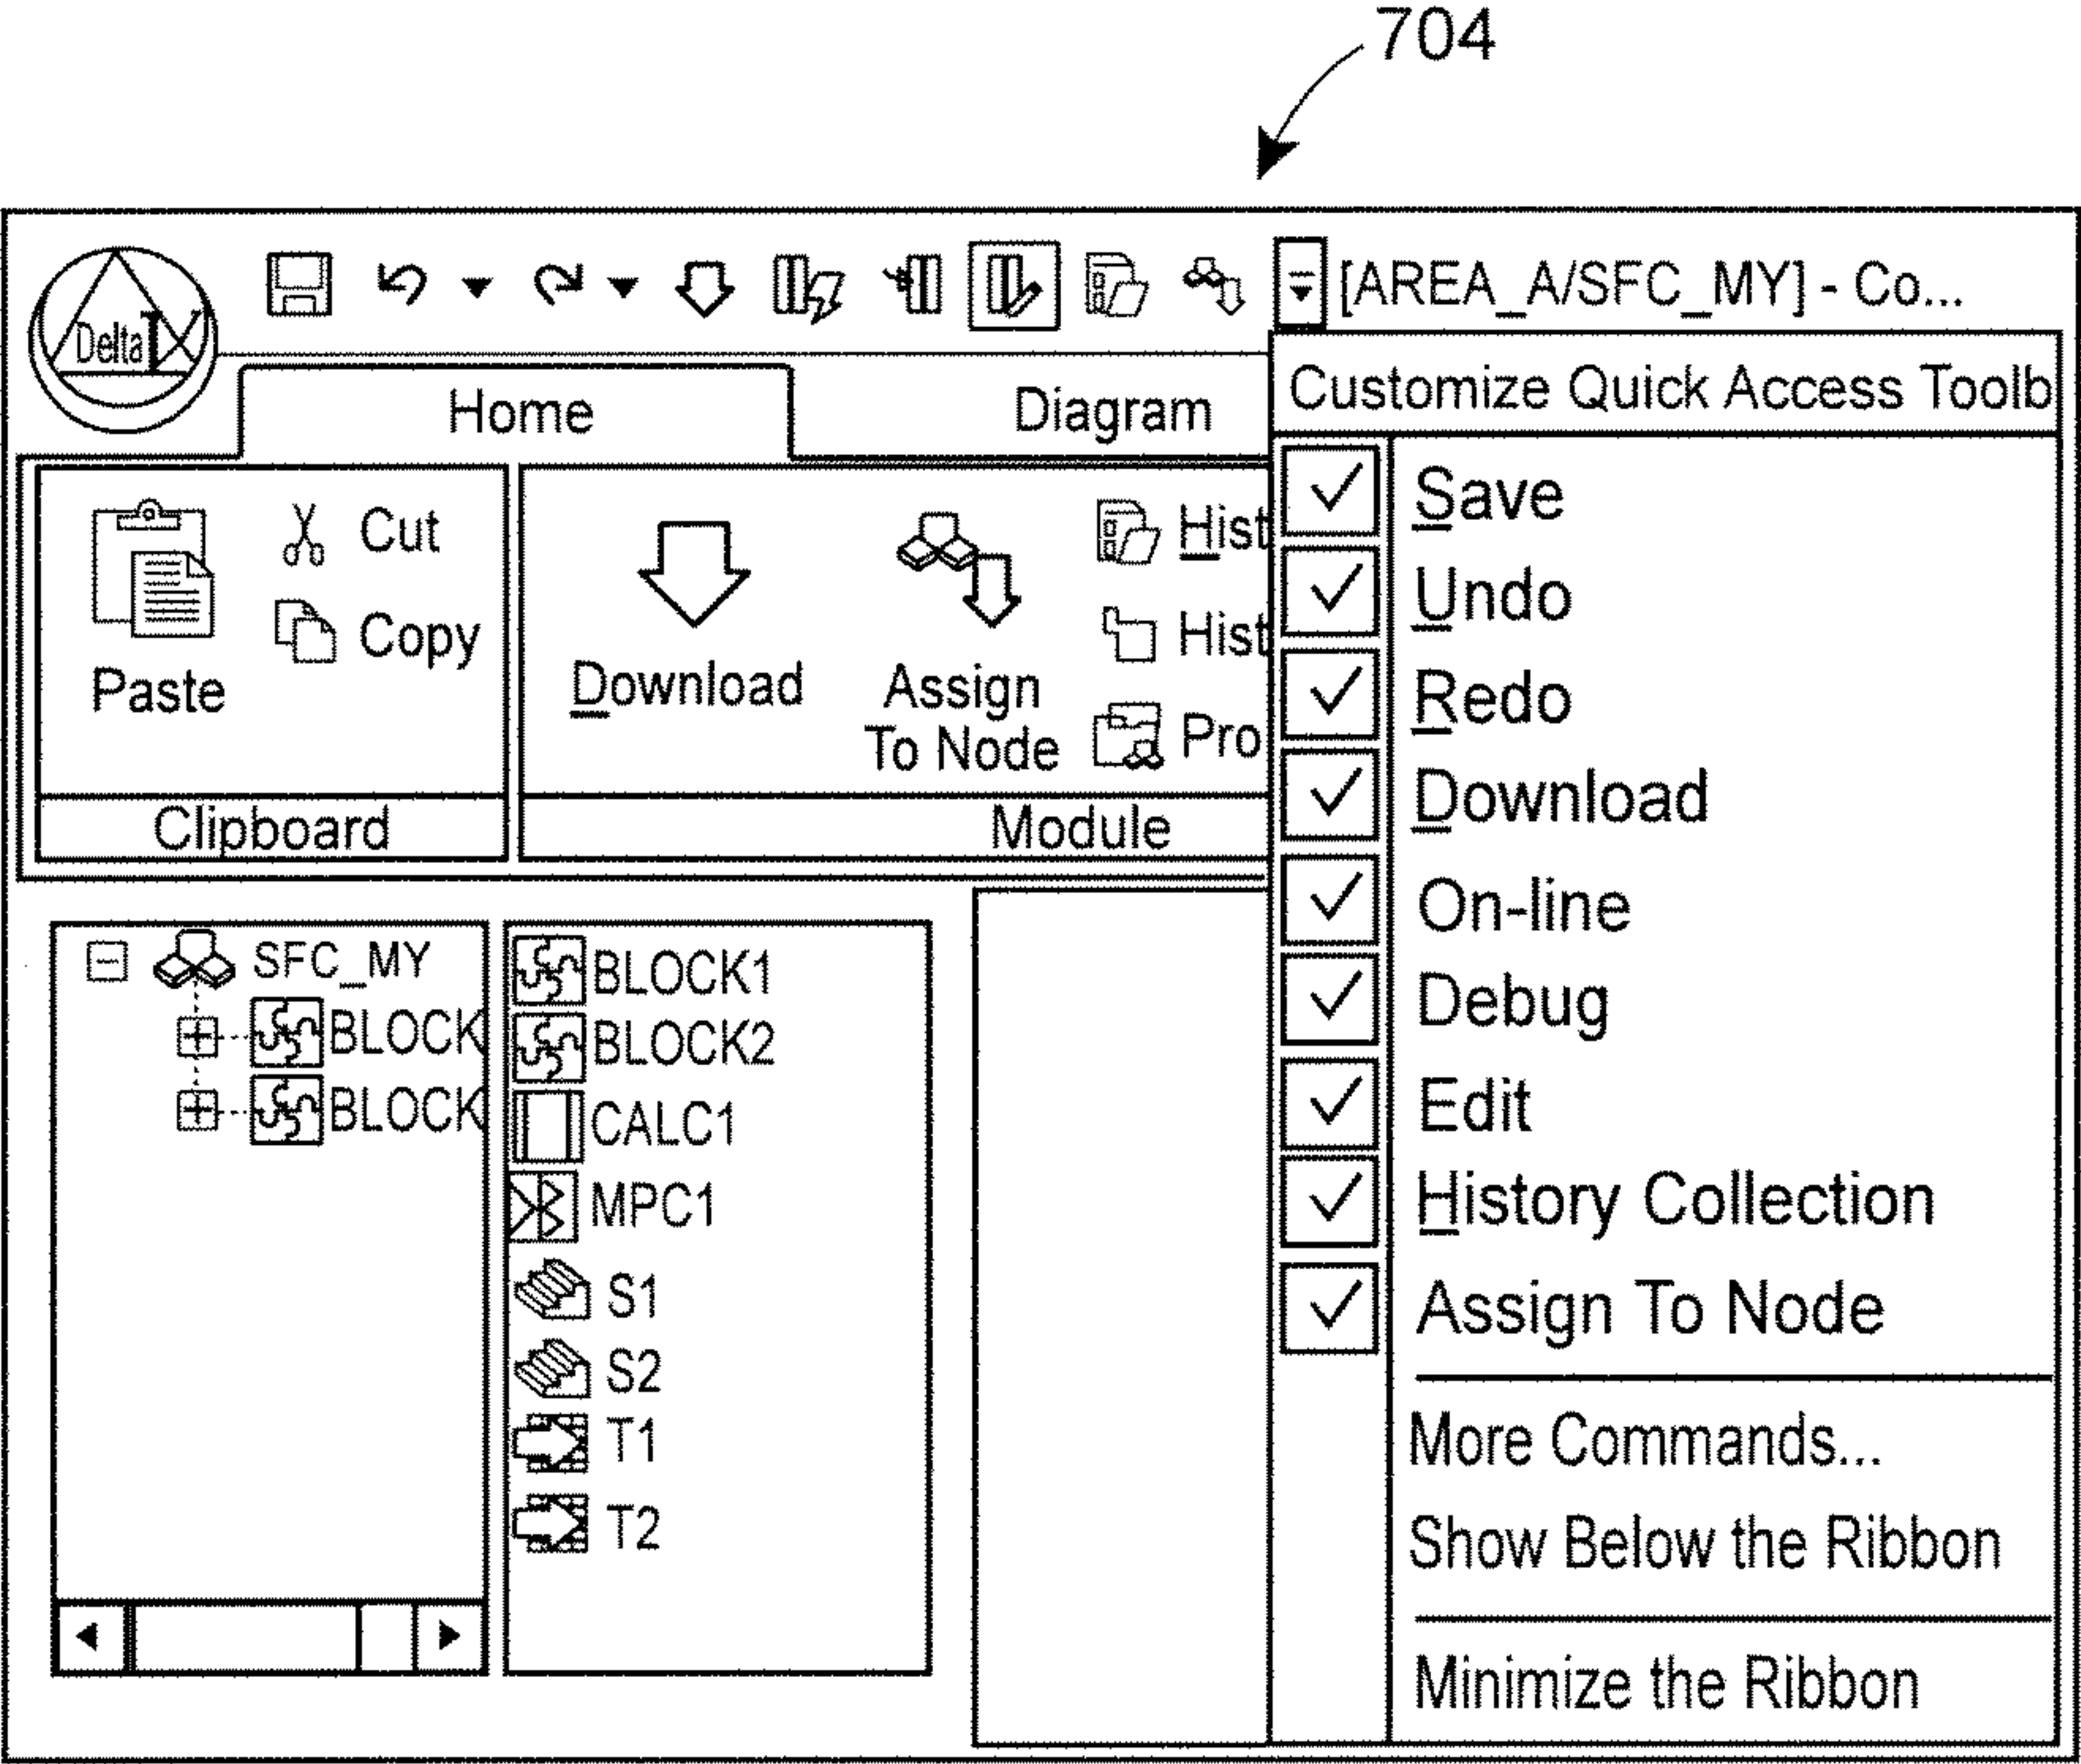 704
[AREA_A/SFC_MY] - Co...
DeltaV
Home
Diagram
Customize Quick Access Toolb
Paste
Cut
Copy
Clipboard
Download
Assign
To Node
Hist
Hist
Pro
Module
Save
Undo
Redo
Download
On-line
Debug
Edit
History Collection
Assign To Node
More Commands...
Show Below the Ribbon
Minimize the Ribbon
SFC_MY
BLOCK
BLOCK
BLOCK1
BLOCK2
CALC1
MPC1
S1
S2
T1
T2